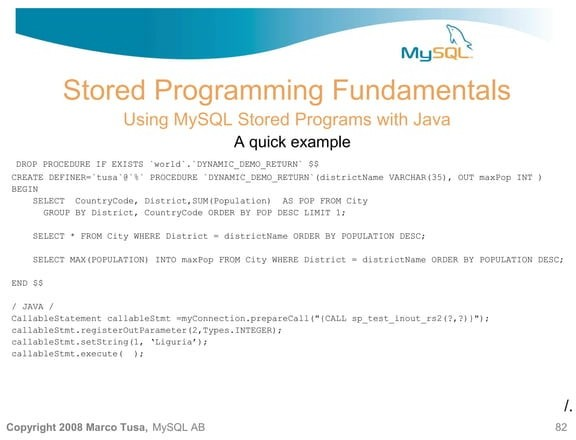 MySQL
Stored Programming Fundamentals
Using MySQL Stored Programs with Java
A quick example
DROP PROCEDURE IF EXISTS `world`.`DYNAMIC_DEMO_RETURN` $$
CREATE DEFINER=`tusa`@`%` PROCEDURE `DYNAMIC_DEMO_RETURN`(districtName VARCHAR(35), OUT maxPop INT )
BEGIN
SELECT CountryCode, District,SUM(Population) AS POP FROM City
GROUP BY District, CountryCode ORDER BY POP DESC LIMIT 1;
SELECT * FROM City WHERE District = districtName ORDER BY POPULATION DESC;
SELECT MAX(POPULATION) INTO maxPop FROM City WHERE District = districtName ORDER BY POPULATION DESC;
END $$
/ JAVA /
CallableStatement callableStmt =myConnection.prepareCall("{CALL sp_test_inout_rs2(?,?)}");
callableStmt.registerOutParameter(2,Types.INTEGER);
callableStmt.setString(1, ‘Liguria’);
callableStmt.execute( );
/.
Copyright 2008 Marco Tusa, MySQL AB
82